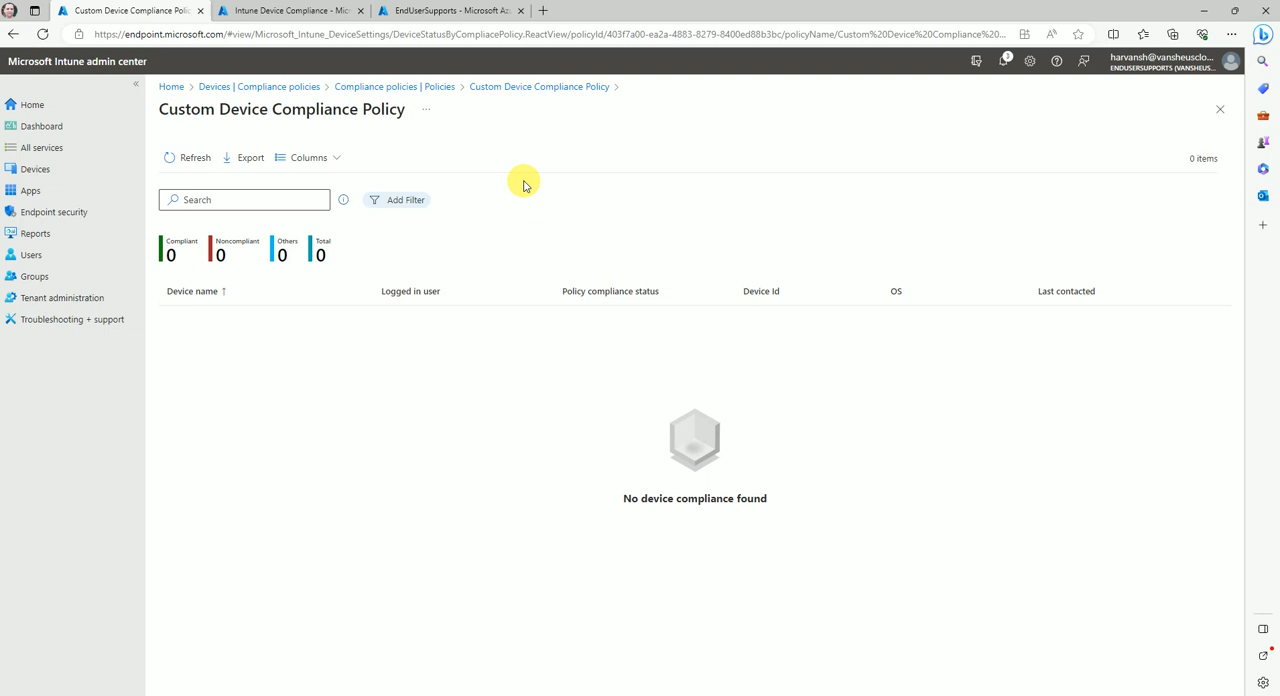 Custom Device Compliance Polic
Intune Device Compliance - Micr
EndUserSupports - Microsoft Az
https://endpoint.microsoft.com/#view/Microsoft_Intune_DeviceSettings/DeviceStatusByCompliacePolicy.ReactView/policyId/403f7a00-ea2a-4883-8279-8400ed88b3bc/policyName/Custom%20Device%20Compliance%20...
Microsoft Intune admin center
1
harvansh@vansheusclo...
ENDUSERSUPPORTS (VANSHEUS...
Home
Dashboard
All services
Devices
Apps
Endpoint security
Reports
Users
Groups
Tenant administration
Troubleshooting + support
Home > Devices | Compliance policies > Compliance policies | Policies > Custom Device Compliance Policy >
Custom Device Compliance Policy ...
Refresh Export Columns
0 items
Search
Add Filter
Compliant Noncompliant Others Total
0 0 0 0
Device name ↑ Logged in user Policy compliance status Device Id OS Last contacted
No device compliance found